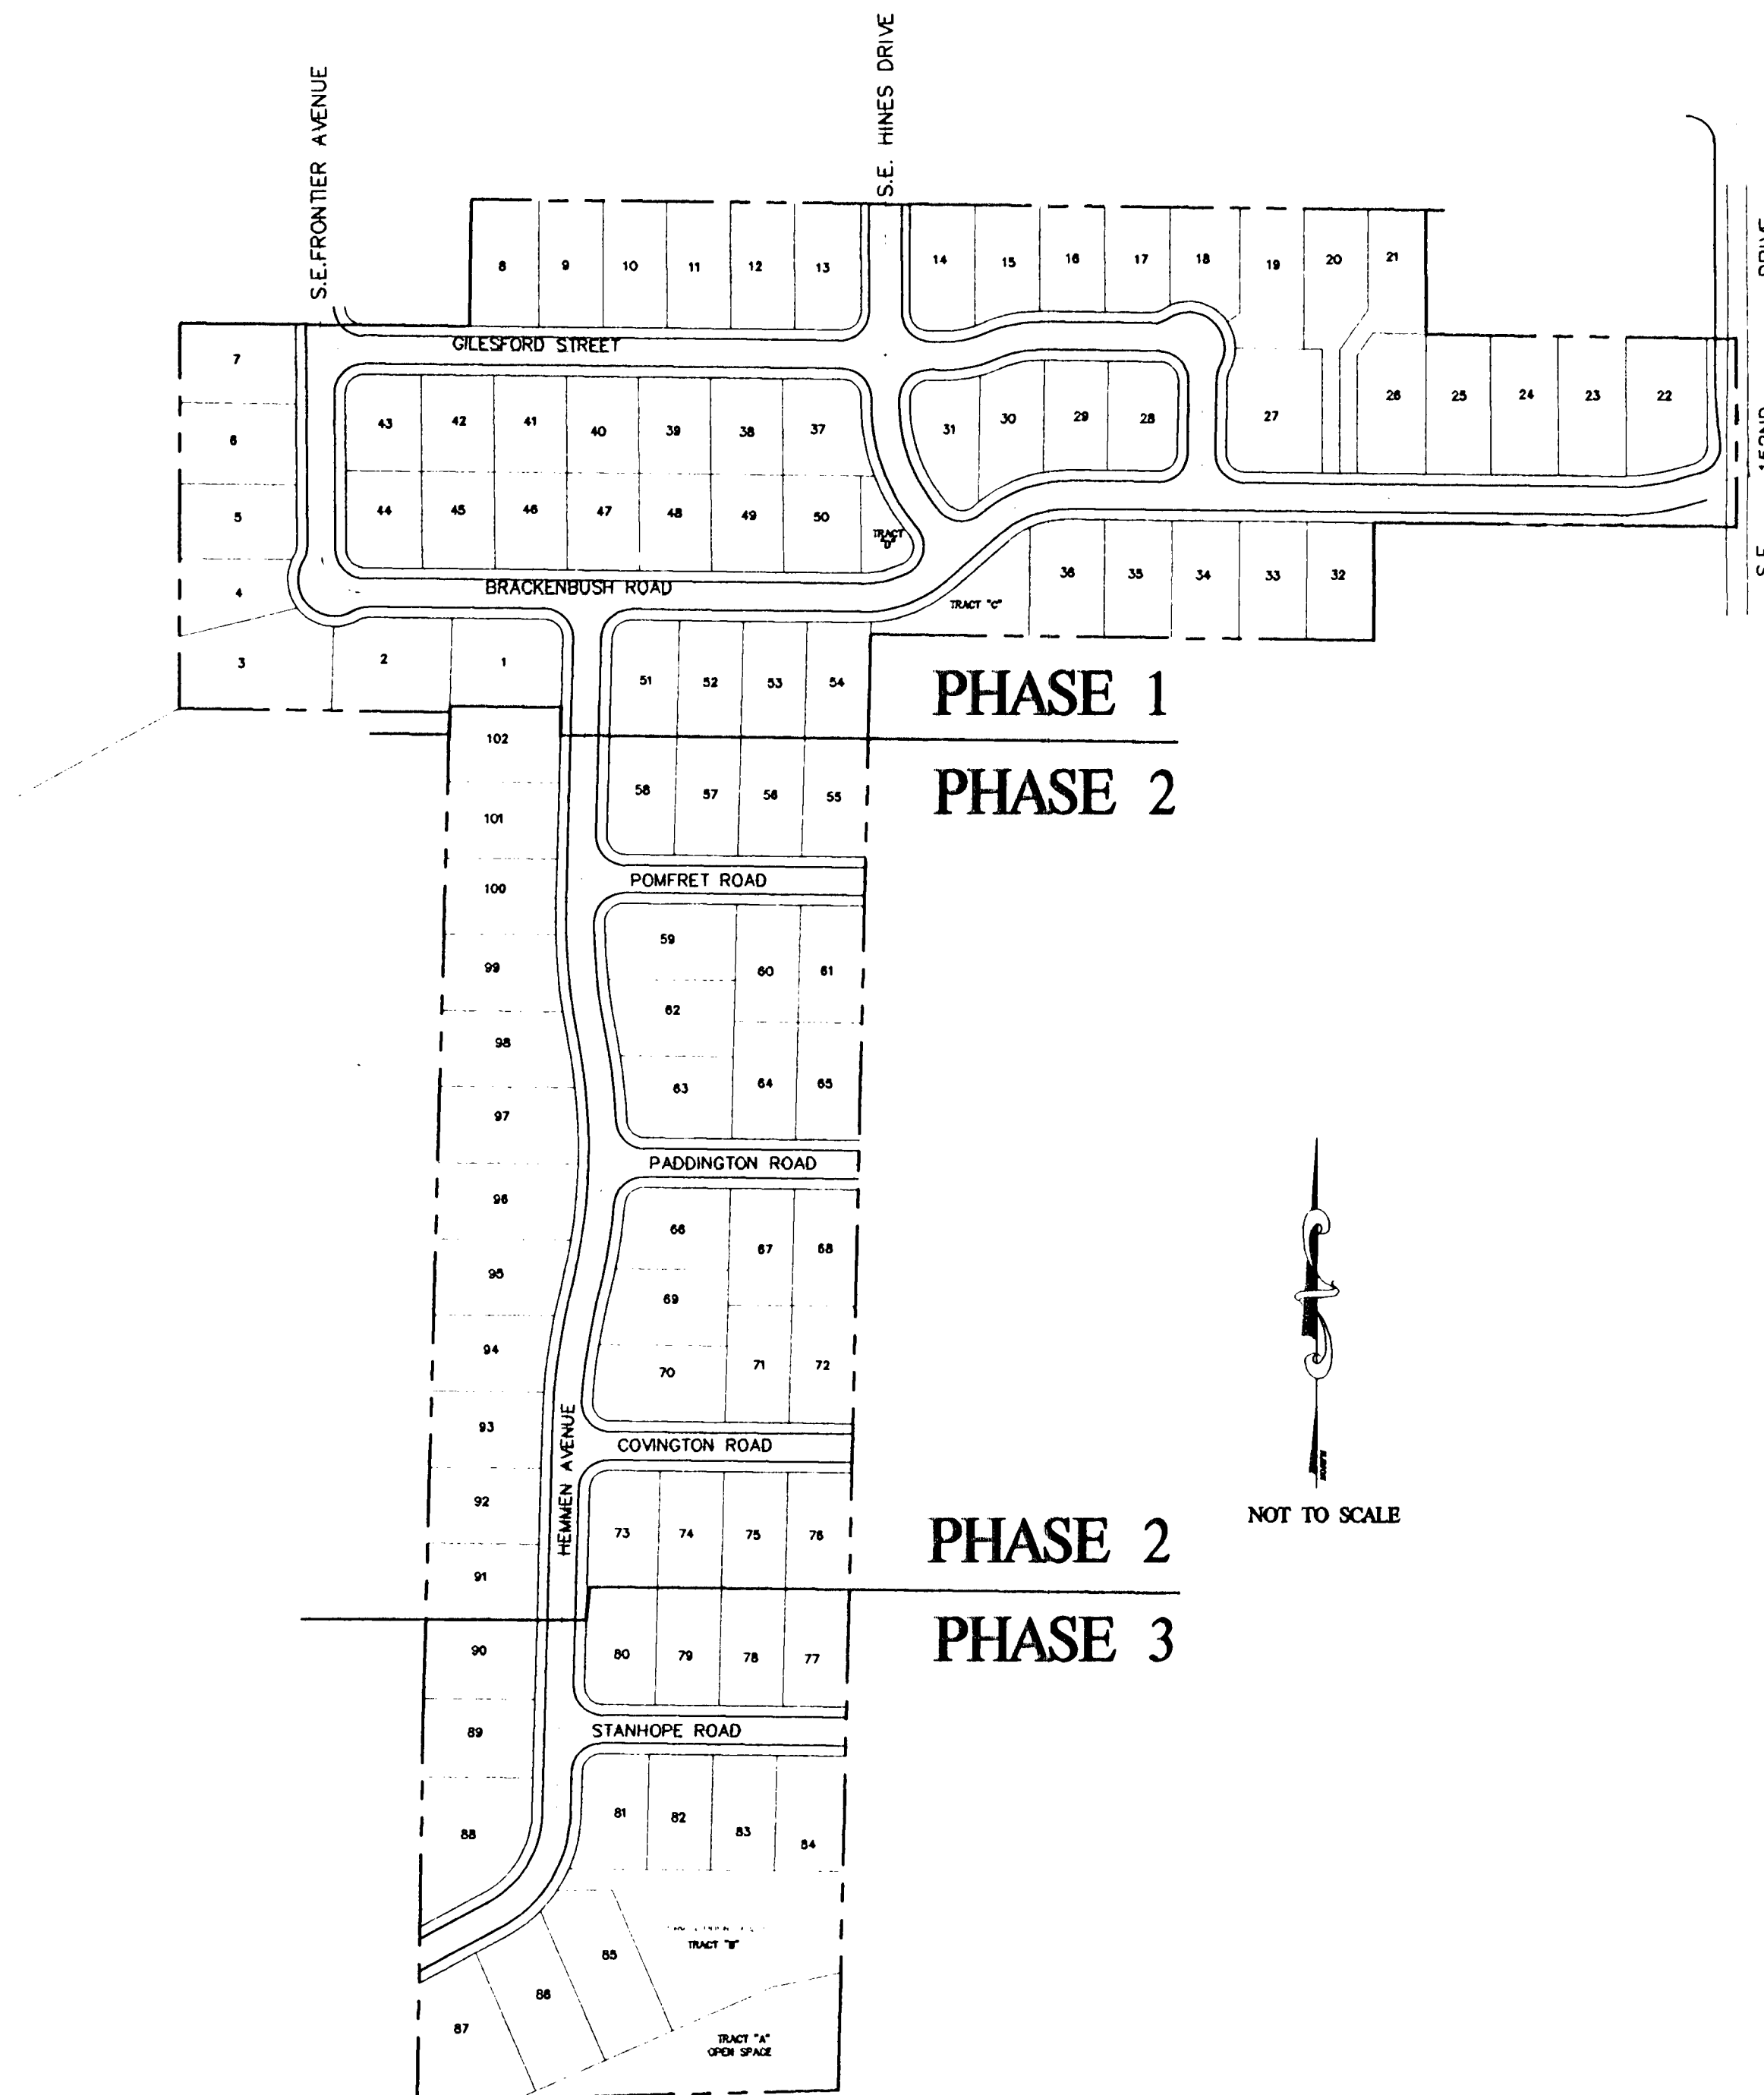 S.E. HINES DRIVE
S.E.FRONTIER AVENUE
8 9 10 11 12 13
14 15 16 17 18 19 20 21
GILESFORD STREET
7
6
5
4
3 2 1
43 42 41 40 39 38 37
44 45 46 47 48 49 50
TRACT "D"
31 30 29 28
27
26 25 24 23 22
S.E. 152ND DRIVE
BRACKENBUSH ROAD
TRACT "C"
36 35 34 33 32
51 52 53 54
PHASE 1
PHASE 2
102
101
100
99
98
97
96
95
94
93
92
91
58 57 56 55
POMFRET ROAD
59
60 61
62
63
64 65
PADDINGTON ROAD
66
67 68
69
70
71 72
HEMMEN AVENUE
COVINGTON ROAD
73 74 75 76
NOT TO SCALE
PHASE 2
PHASE 3
90
89
88
80 79 78 77
STANHOPE ROAD
81 82 83 84
TRACT "B"
85
86
87
TRACT "A"
OPEN SPACE